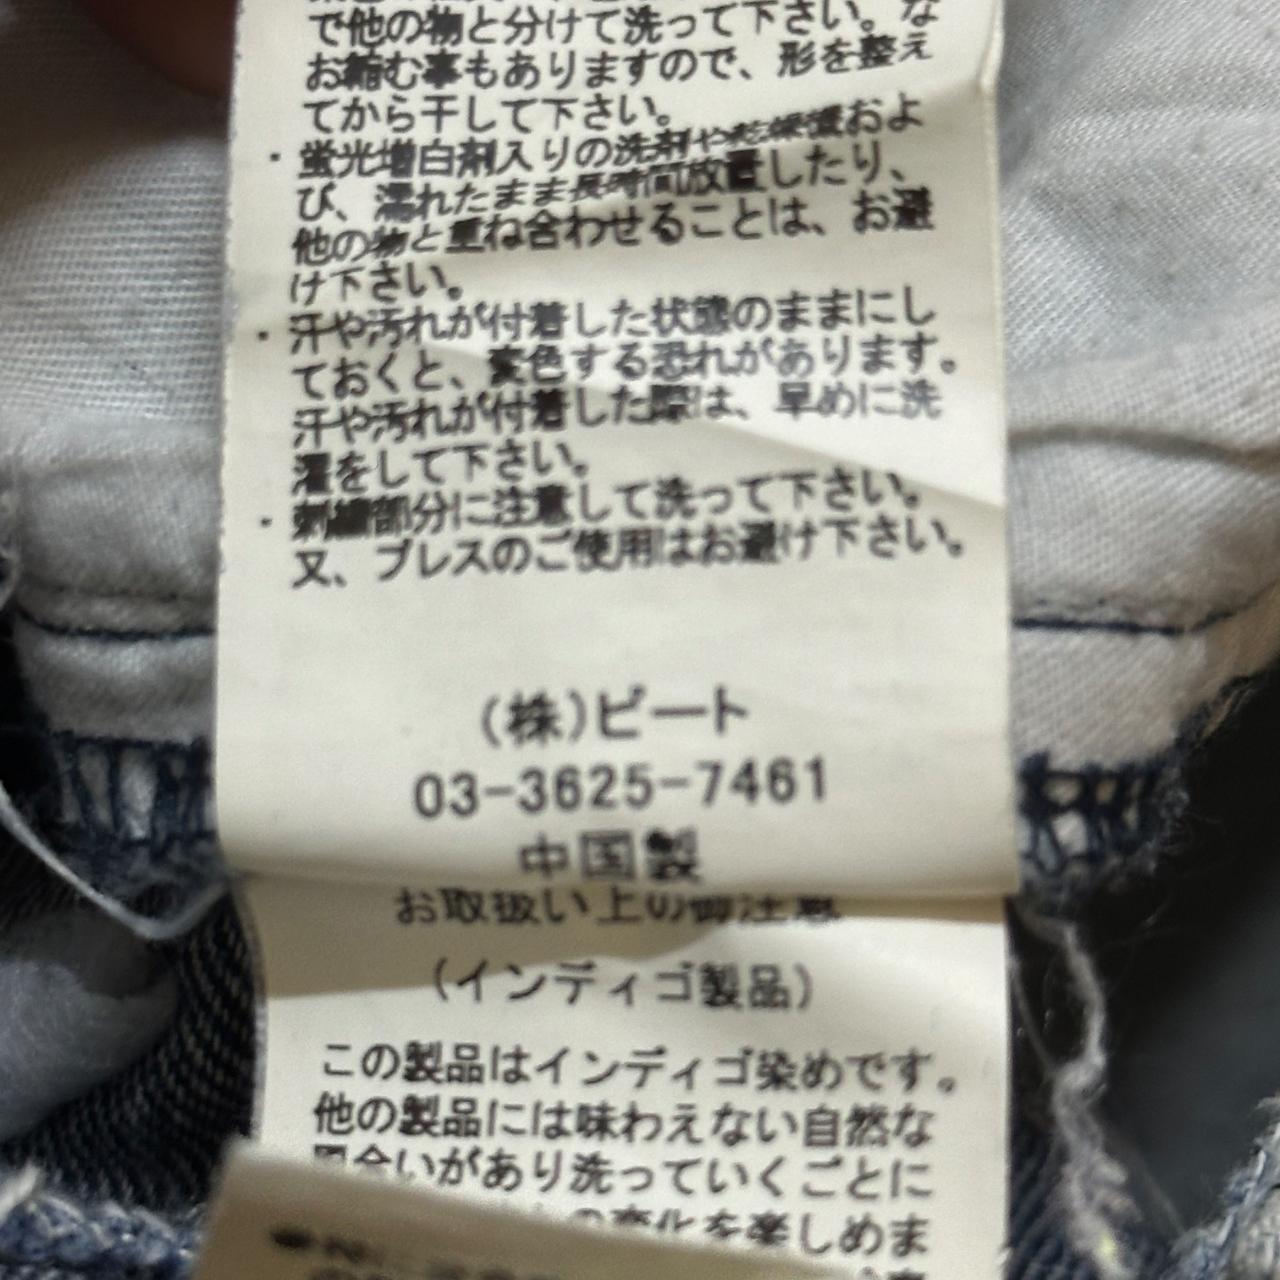 で他の物と分けて洗って下さい。な
お縮む事もありますので、形を整え
てから干して下さい。
・蛍光増白剤入りの洗剤や乾燥機およ
び、濡れたまま長時間放置したり、
他の物と重ね合わせることは、お避
け下さい。
・汗や汚れが付着した状態のままにし
ておくと、変色する恐れがあります。
汗や汚れが付着した際は、早めに洗
濯をして下さい。
・刺繍部分に注意して洗って下さい。
又、プレスのご使用はお避け下さい。
(株)ビート
03-3625-7461
中国製
お取扱い上の御注意
(インディゴ製品)
この製品はインディゴ染めです。
他の製品には味わえない自然な
風合いがあり洗っていくごとに
の変化を楽しめま